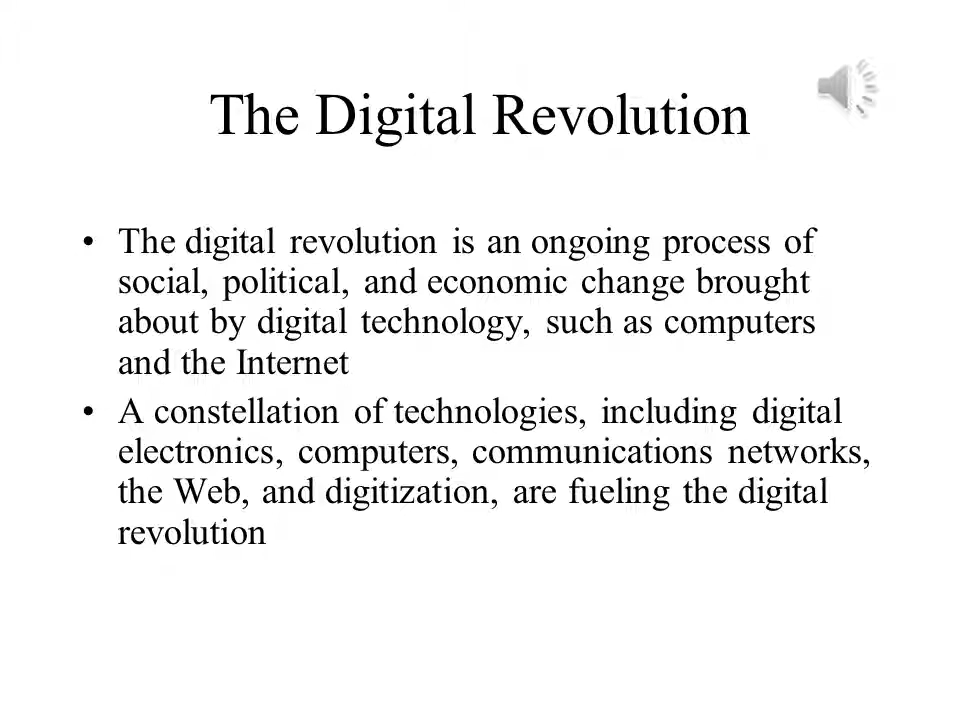 The Digital Revolution
• The digital revolution is an ongoing process of
social, political, and economic change brought
about by digital technology, such as computers
and the Internet
• A constellation of technologies, including digital
electronics, computers, communications networks,
the Web, and digitization, are fueling the digital
revolution